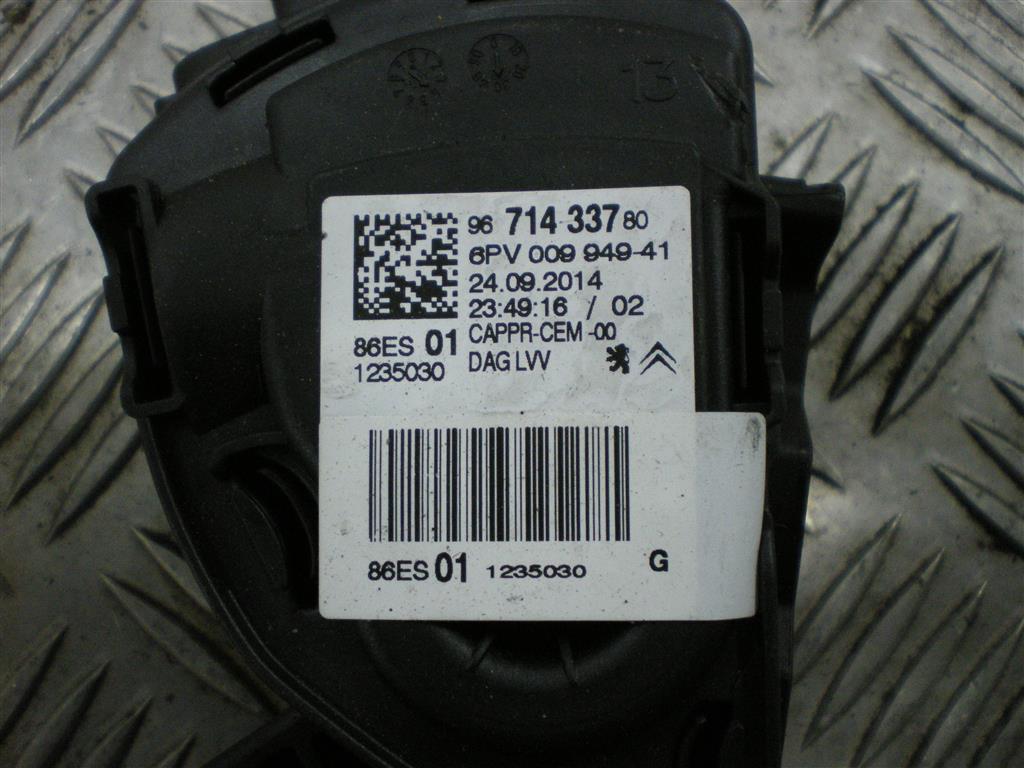 13
96 714 337 80
6PV 009 949-41
24.09.2014
23:49:16 / 02
86ES 01 CAPPR-CEM -00
1235030 DAG LVV
86ES 01 1235030 G